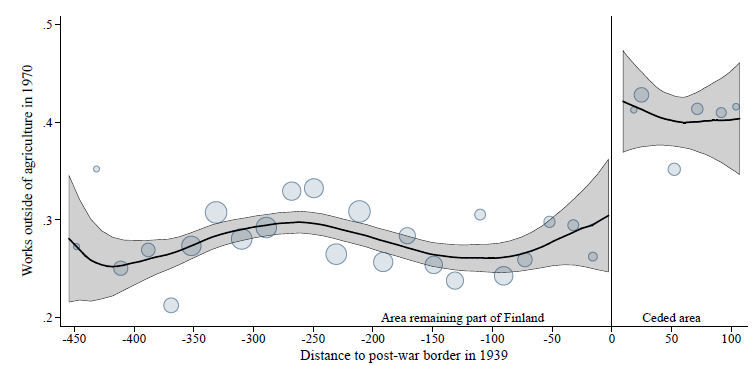 .5
.4
.3
.2
Works outside of agriculture in 1970
Area remaining part of Finland
Ceded area
-450 -400 -350 -300 -250 -200 -150 -100 -50 0 50 100
Distance to post-war border in 1939